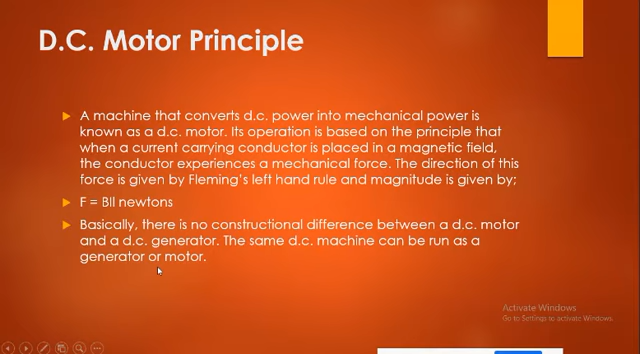 D.C. Motor Principle
A machine that converts d.c. power into mechanical power is
known as a d.c. motor. Its operation is based on the principle that
when a current carrying conductor is placed in a magnetic field,
the conductor experiences a mechanical force. The direction of this
force is given by Fleming's left hand rule and magnitude is given by;
F = BIl newtons
Basically, there is no constructional difference between a d.c. motor
and a d.c. generator. The same d.c. machine can be run as a
generator or motor.
Activate Windows
Go to Settings to activate Windows.